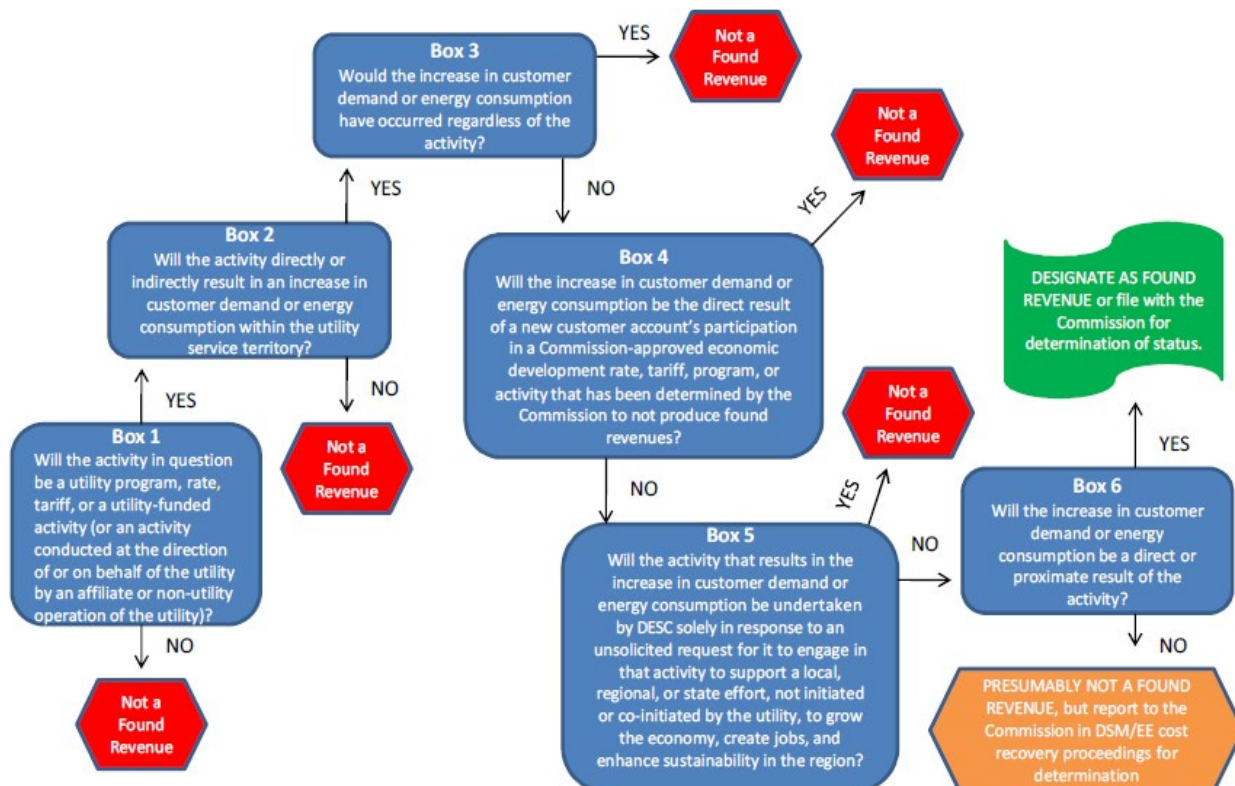 Box 3
Would the increase in customer
demand or energy consumption
have occurred regardless of the
activity?
YES
Not a
Found
Revenue
NO
Not a
Found
Revenue
YES
YES
Box 2
Will the activity directly or
indirectly result in an increase in
customer demand or energy
consumption within the utility
service territory?
NO
Not a
Found
Revenue
YES
Box 1
Will the activity in question
be a utility program, rate,
tariff, or a utility-funded
activity (or an activity
conducted at the direction
of or on behalf of the utility
by an affiliate or non-utility
operation of the utility)?
NO
Not a
Found
Revenue
Box 4
Will the increase in customer demand or
energy consumption be the direct result
of a new customer account's participation
in a Commission-approved economic
development rate, tariff, program, or
activity that has been determined by the
Commission to not produce found
revenues?
NO
Not a
Found
Revenue
YES
Box 5
Will the activity that results in the
increase in customer demand or
energy consumption be undertaken
by DESC solely in response to an
unsolicited request for it to engage in
that activity to support a local,
regional, or state effort, not initiated
or co-initiated by the utility, to grow
the economy, create jobs, and
enhance sustainability in the region?
NO
DESIGNATE AS FOUND
REVENUE or file with the
Commission for
determination of status.
YES
Box 6
Will the increase in customer
demand or energy
consumption be a direct or
proximate result of the
activity?
NO
PRESUMABLY NOT A FOUND
REVENUE, but report to the
Commission in DSM/EE cost
recovery proceedings for
determination